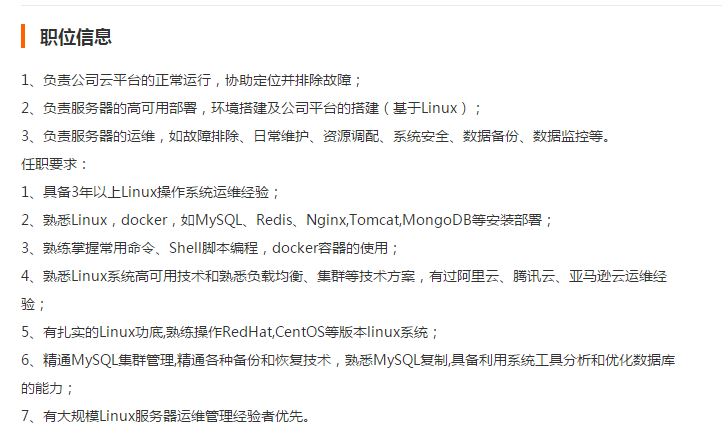 职位信息
1、负责公司云平台的正常运行，协助定位并排除故障；
2、负责服务器的高可用部署，环境搭建及公司平台的搭建（基于Linux）；
3、负责服务器的运维，如故障排除、日常维护、资源调配、系统安全、数据备份、数据监控等。
任职要求：
1、具备3年以上Linux操作系统运维经验；
2、熟悉Linux，docker，如MySQL、Redis、Nginx,Tomcat,MongoDB等安装部署；
3、熟练掌握常用命令、Shell脚本编程，docker容器的使用；
4、熟悉Linux系统高可用技术和熟悉负载均衡、集群等技术方案，有过阿里云、腾讯云、亚马逊云运维经
验；
5、有扎实的Linux功底,熟练操作RedHat,CentOS等版本linux系统；
6、精通MySQL集群管理,精通各种备份和恢复技术，熟悉MySQL复制,具备利用系统工具分析和优化数据库
的能力；
7、有大规模Linux服务器运维管理经验者优先。